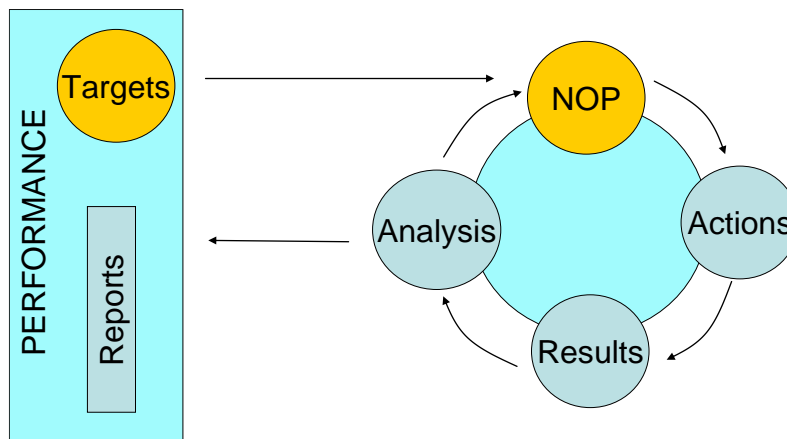 PERFORMANCE
Targets
Reports
NOP
Analysis
Actions
Results